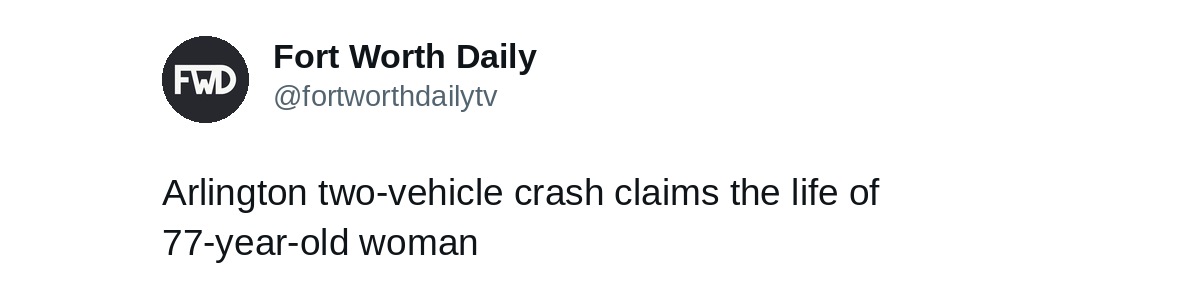 FWD
Fort Worth Daily
@fortworthdailytv
Arlington two-vehicle crash claims the life of
77-year-old woman